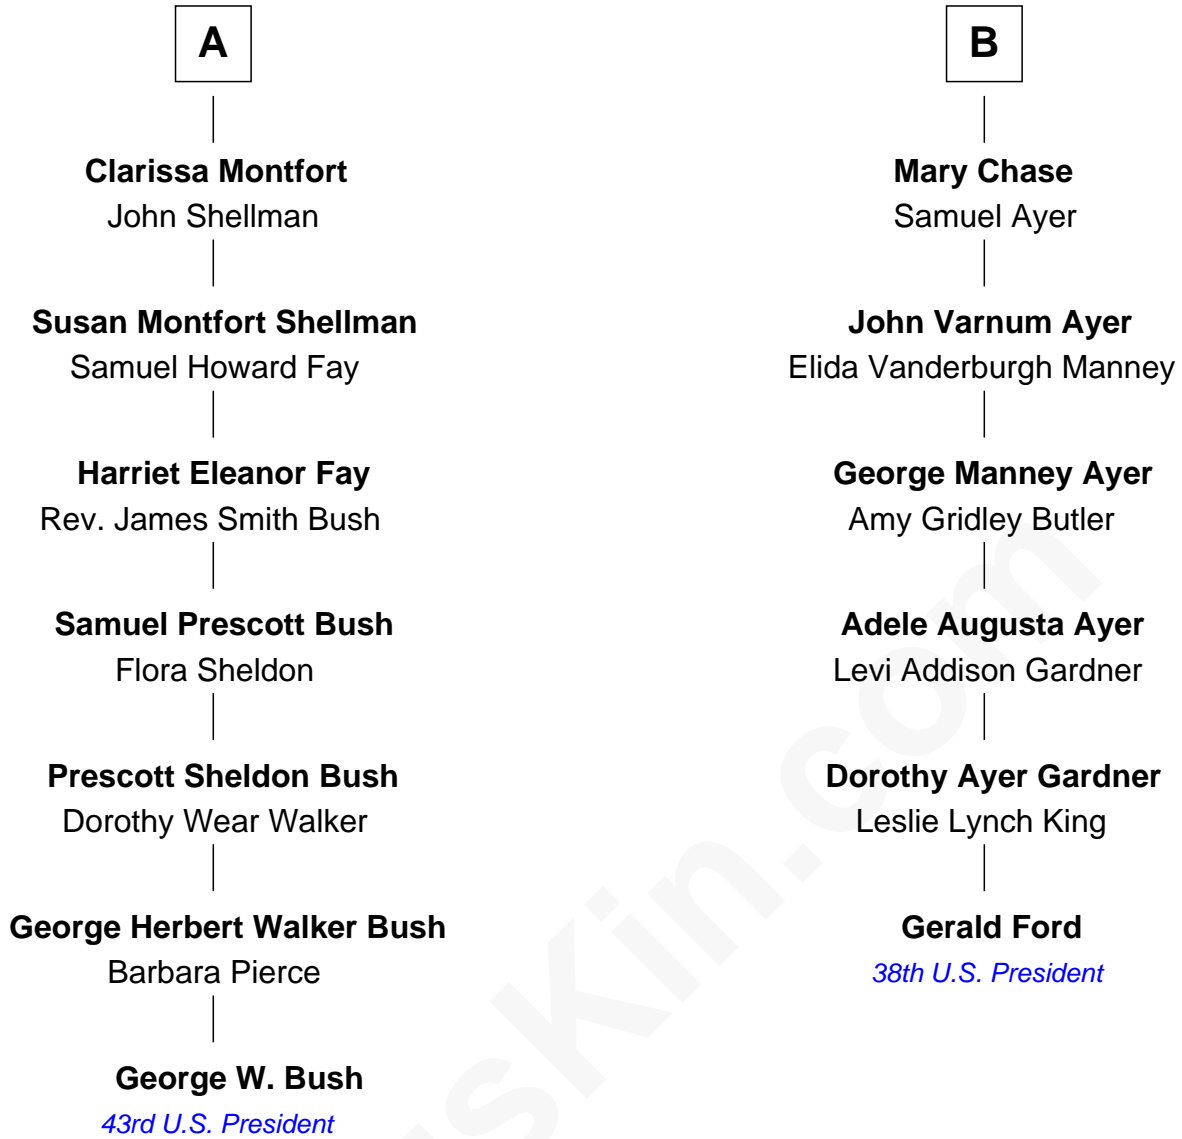 A
Clarissa Montfort
John Shellman
Susan Montfort Shellman
Samuel Howard Fay
Harriet Eleanor Fay
Rev. James Smith Bush
Samuel Prescott Bush
Flora Sheldon
Prescott Sheldon Bush
Dorothy Wear Walker
George Herbert Walker Bush
Barbara Pierce
George W. Bush
43rd U.S. President
B
Mary Chase
Samuel Ayer
John Varnum Ayer
Elida Vanderburgh Manney
George Manney Ayer
Amy Gridley Butler
Adele Augusta Ayer
Levi Addison Gardner
Dorothy Ayer Gardner
Leslie Lynch King
Gerald Ford
38th U.S. President
sKin.com